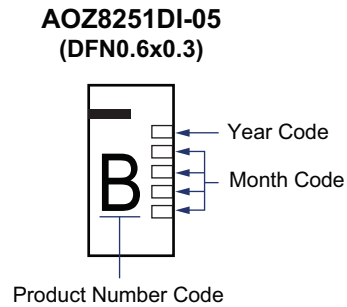 AOZ8251DI-05
(DFN0.6x0.3)
Year Code
B
Month Code
Product Number Code